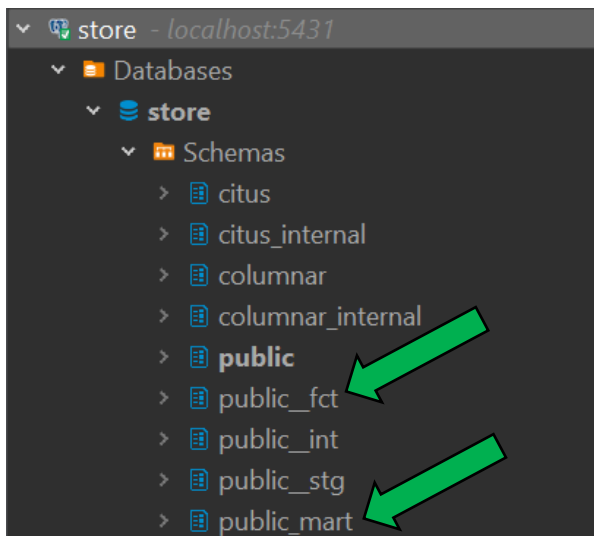 store - localhost:5431
Databases
store
Schemas
citus
citus_internal
columnar
columnar_internal
public
public__fct
public__int
public__stg
public_mart